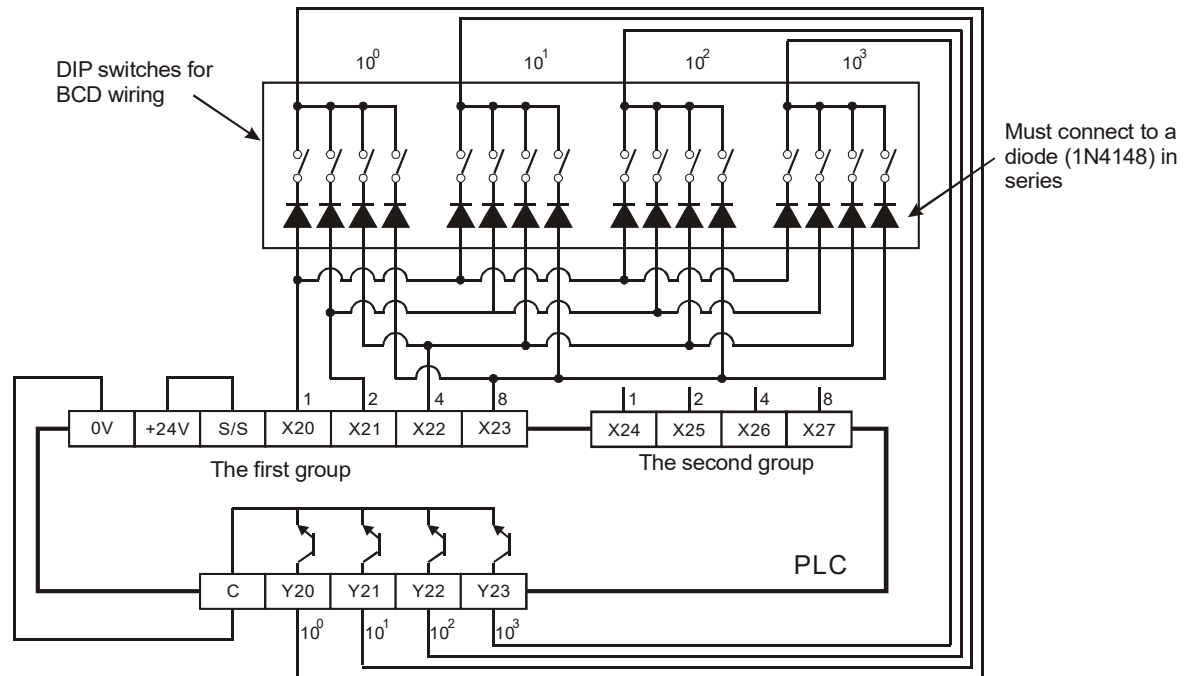 10⁰ 10¹ 10² 10³
DIP switches for
BCD wiring
Must connect to a
diode (1N4148) in
series
1 2 4 8 1 2 4 8
0V +24V S/S X20 X21 X22 X23 X24 X25 X26 X27
The first group The second group
PLC
C Y20 Y21 Y22 Y23
10⁰ 10¹ 10² 10³